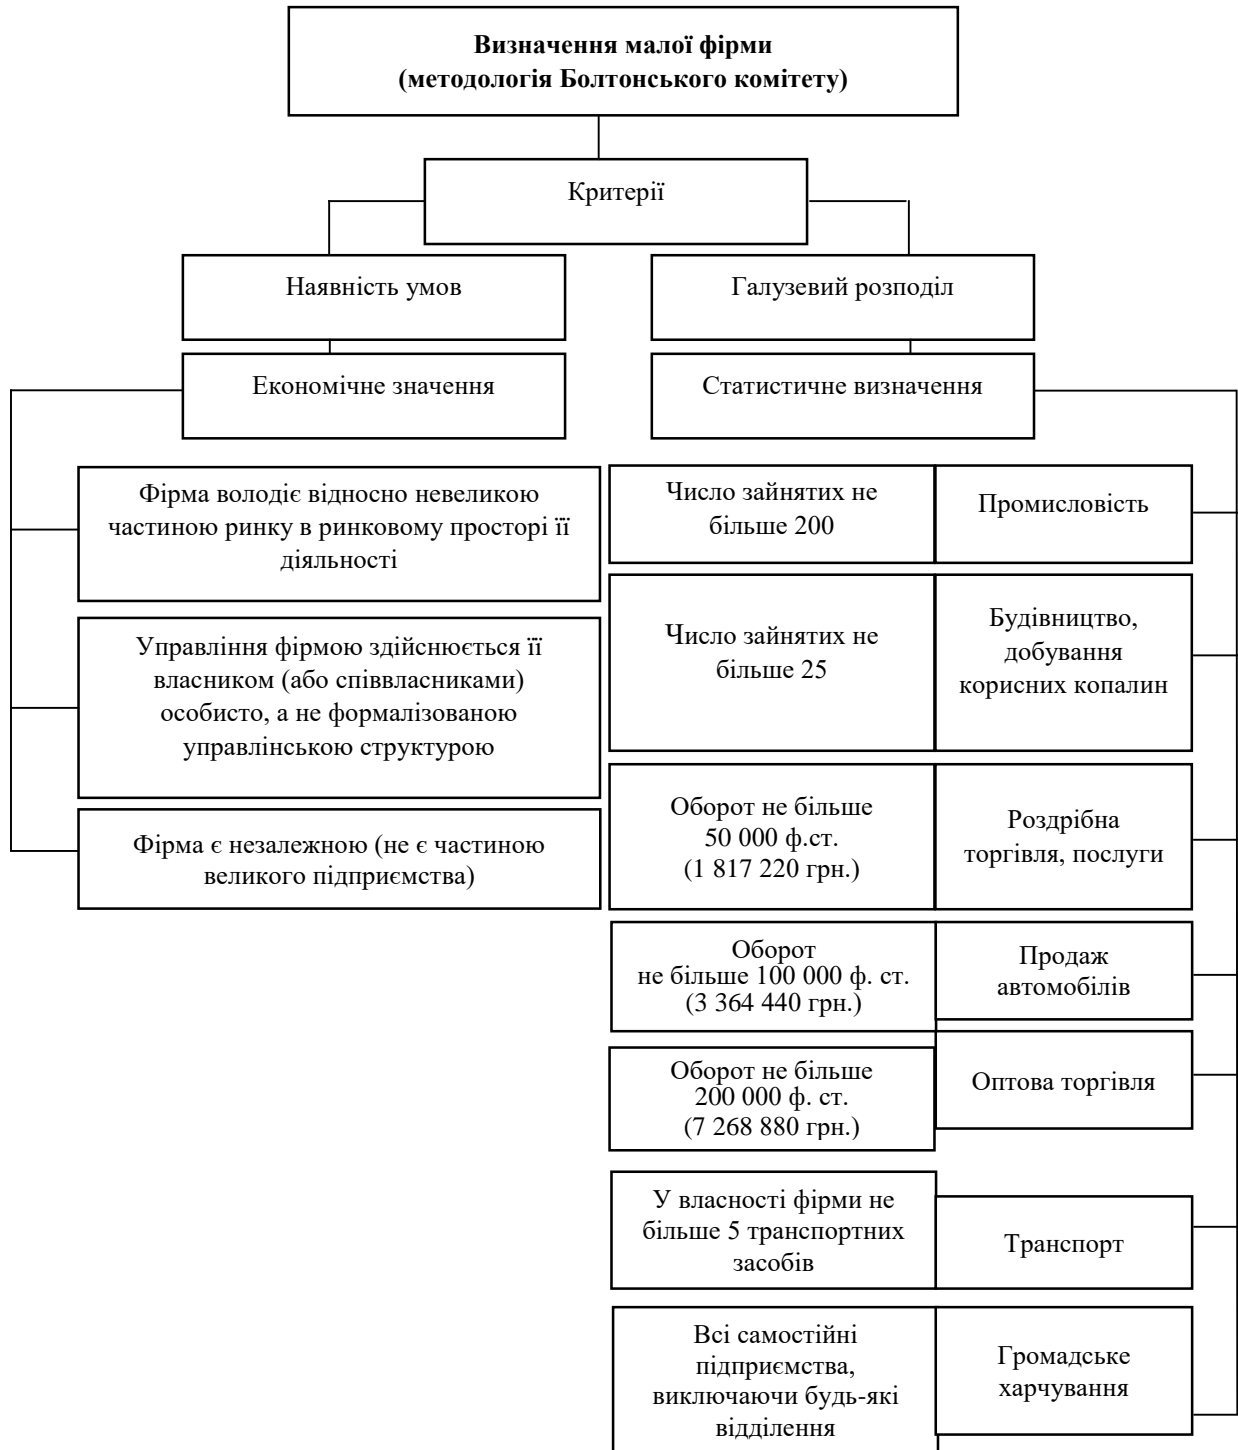 Визначення малої фірми
(методологія Болтонського комітету)
Критерії
Наявність умов
Галузевий розподіл
Економічне значення
Статистичне визначення
Фірма володіє відносно невеликою
частиною ринку в ринковому просторі її
діяльності
Управління фірмою здійснюється її
власником (або співвласниками)
особисто, а не формалізованою
управлінською структурою
Фірма є незалежною (не є частиною
великого підприємства)
Число зайнятих не
більше 200
Промисловість
Число зайнятих не
більше 25
Будівництво,
добування
корисних копалин
Оборот не більше
50 000 ф.ст.
(1 817 220 грн.)
Роздрібна
торгівля, послуги
Оборот
не більше 100 000 ф. ст.
(3 364 440 грн.)
Продаж
автомобілів
Оборот не більше
200 000 ф. ст.
(7 268 880 грн.)
Оптова торгівля
У власності фірми не
більше 5 транспортних
засобів
Транспорт
Всі самостійні
підприємства,
виключаючи будь-які
відділення
Громадське
харчування